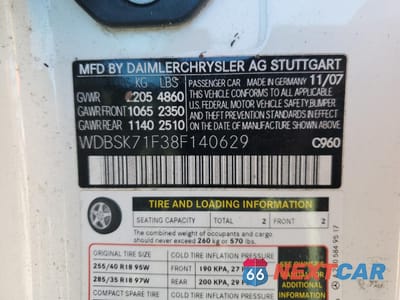 MFD BY DAIMLERCHRYSLER AG STUTTGART
KG LBS PASSENGER CAR MADE IN GERMANY 11/07
GVWR 2205 4860
GAWR FRONT 1065 2350
GAWR REAR 1140 2510
THIS VEHICLE CONFORMS TO ALL APPLICABLE
U.S. FEDERAL MOTOR VEHICLE SAFETY, BUMPER,
AND THEFT PREVENTION STANDARDS IN EFFECT
ON THE DATE OF MANUFACTURE SHOWN ABOVE.
WDBSK71F38F140629 C960
TIRE AND LOADING INFORMATION
SEATING CAPACITY TOTAL 2 FRONT 2
The combined weight of occupants and cargo
should never exceed 260 kg or 570 lbs.
ORIGINAL TIRE SIZE COLD TIRE INFLATION PRESSURE
255/40 R18 95W FRONT 190 KPA, 27
285/35 R18 97W REAR 200 KPA, 29
COLD TIRE INFLATION
584 95 17
66 NEXTCAR